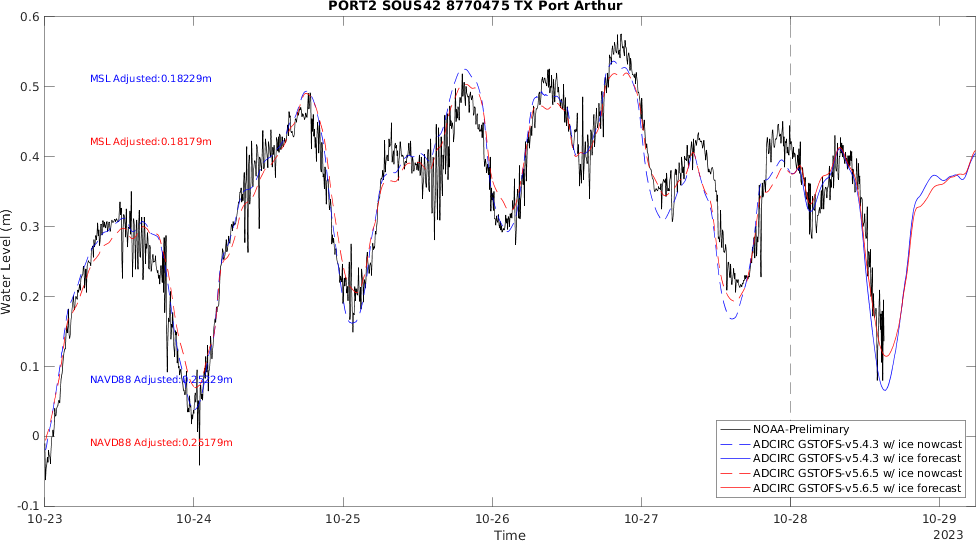 PORT2 SOUS42 8770475 TX Port Arthur
0.6
0.5
0.4
0.3
0.2
0.1
0
-0.1
Water Level (m)
MSL Adjusted:0.18229m
MSL Adjusted:0.18179m
NAVD88 Adjusted:0.25229m
NAVD88 Adjusted:0.25179m
NOAA-Preliminary
ADCIRC GSTOFS-v5.4.3 w/ ice nowcast
ADCIRC GSTOFS-v5.4.3 w/ ice forecast
ADCIRC GSTOFS-v5.6.5 w/ ice nowcast
ADCIRC GSTOFS-v5.6.5 w/ ice forecast
10-23 10-24 10-25 10-26 10-27 10-28 10-29
Time
2023